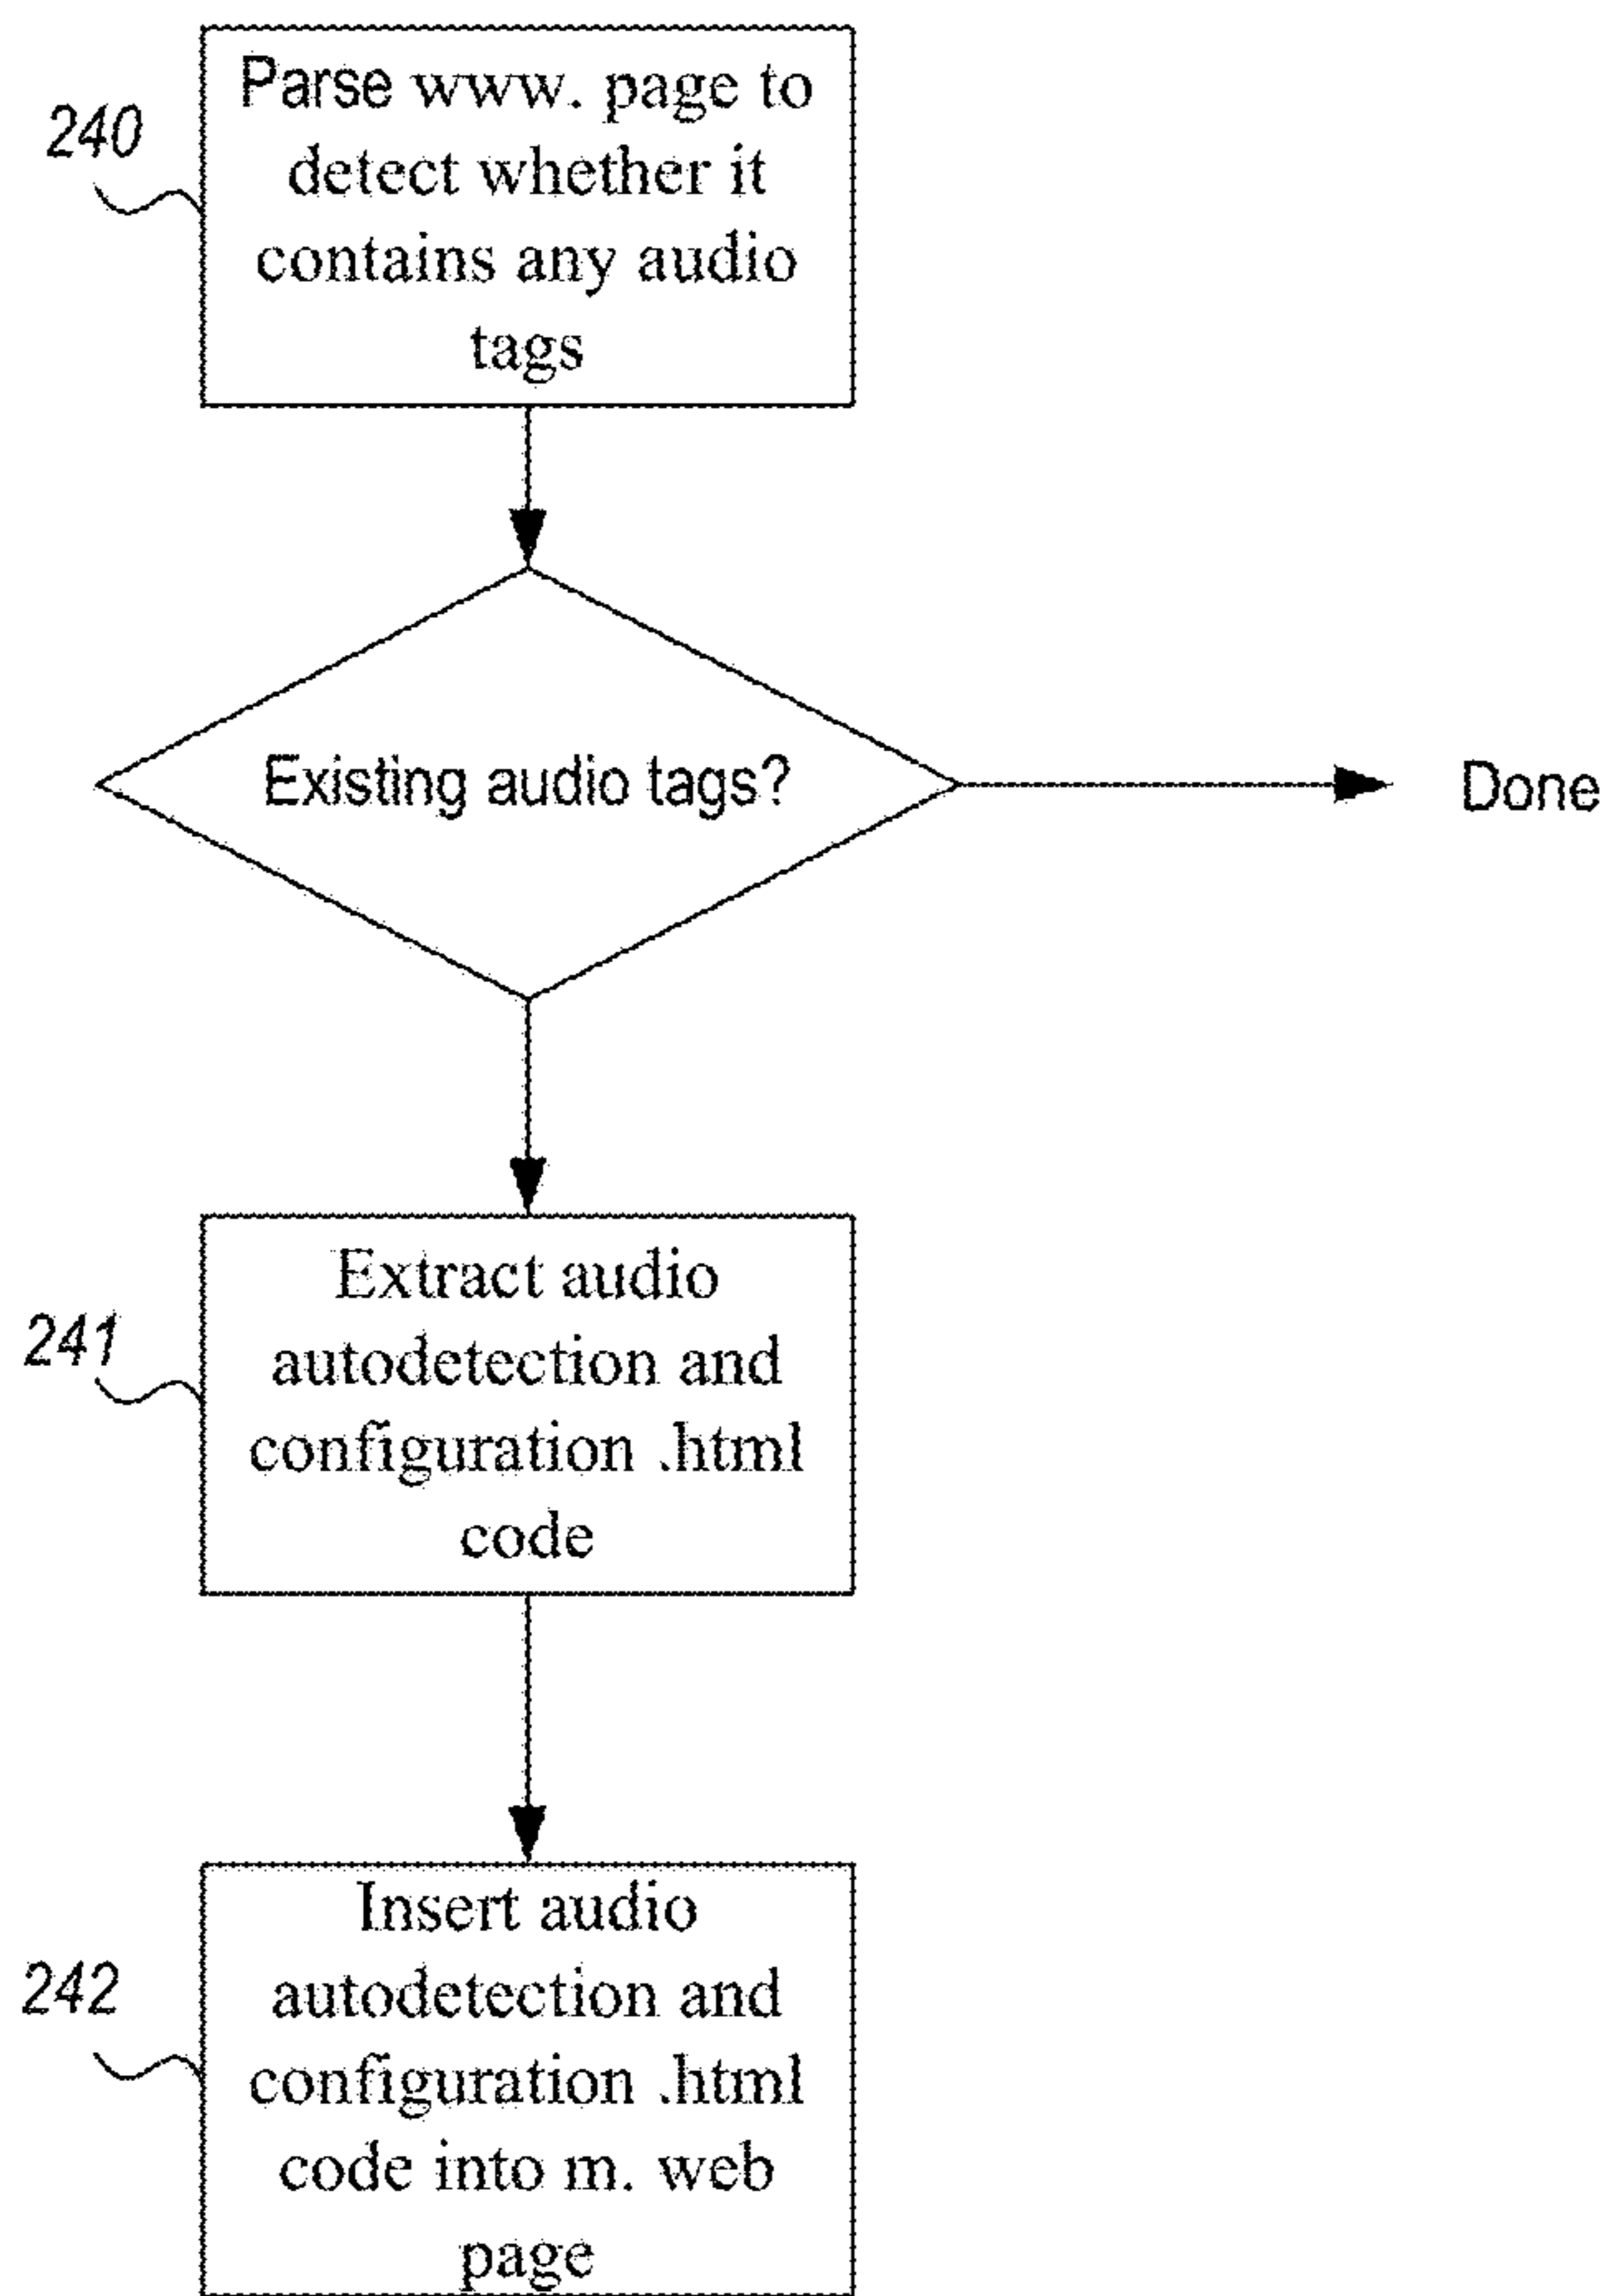 240
Parse www. page to
detect whether it
contains any audio
tags
Existing audio tags?
Done
241
Extract audio
autodetection and
configuration .html
code
242
Insert audio
autodetection and
configuration .html
code into m. web
page